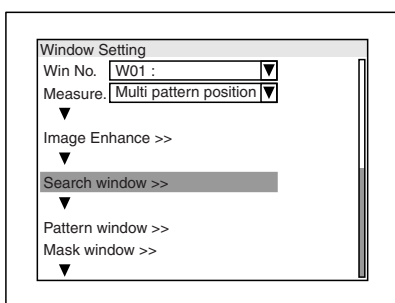 Window Setting
Win No. W01 :
Measure. Multi pattern position
Image Enhance >>
Search window >>
Pattern window >>
Mask window >>